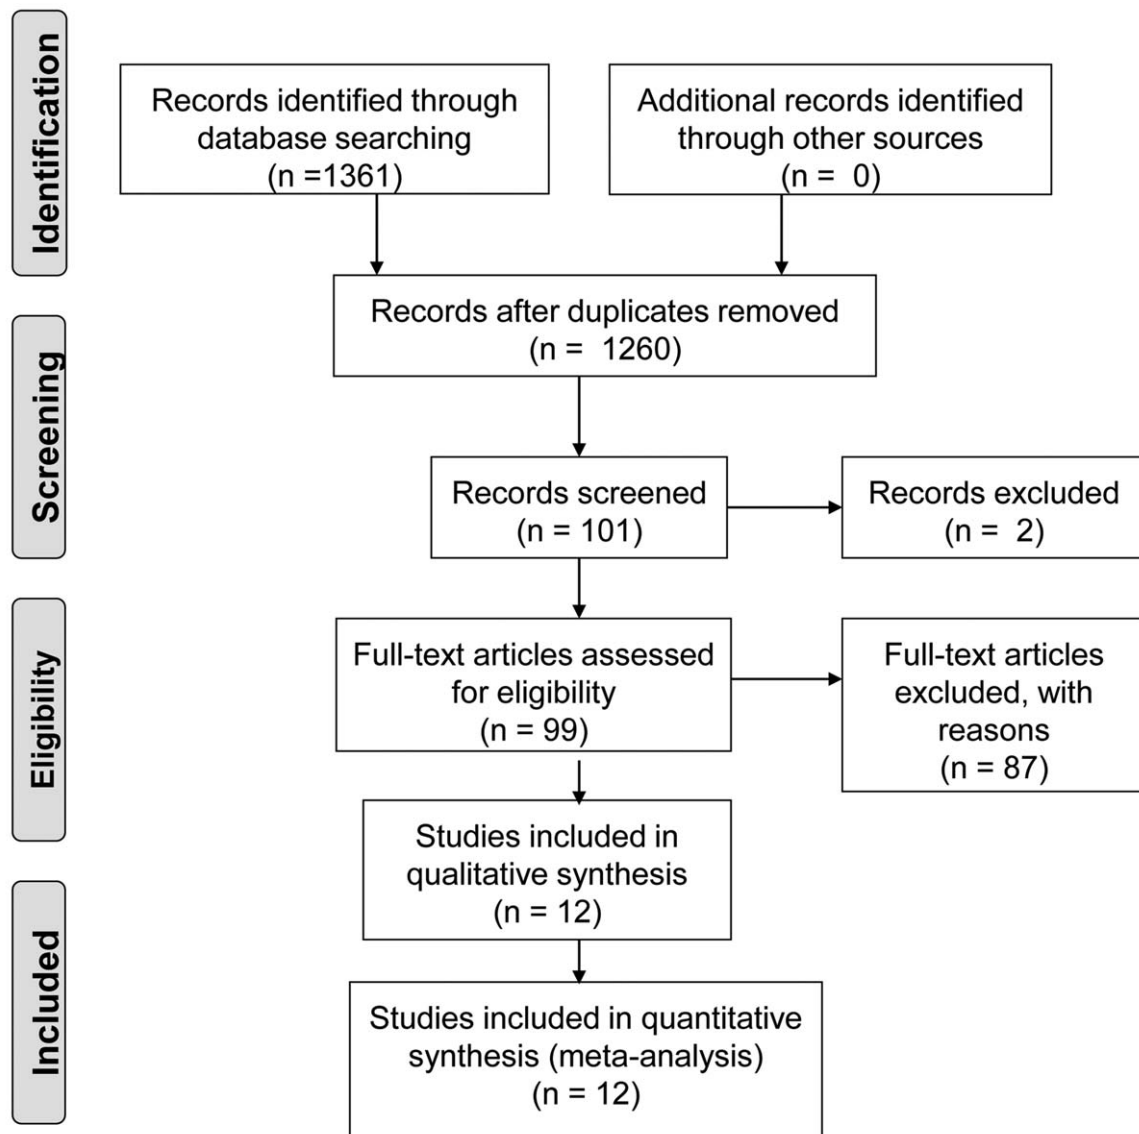 Identification
Records identified through
database searching
(n =1361)
Additional records identified
through other sources
(n = 0)
Records after duplicates removed
(n = 1260)
Screening
Records screened
(n = 101)
Records excluded
(n = 2)
Eligibility
Full-text articles assessed
for eligibility
(n = 99)
Full-text articles
excluded, with
reasons
(n = 87)
Studies included in
qualitative synthesis
(n = 12)
Included
Studies included in quantitative
synthesis (meta-analysis)
(n = 12)